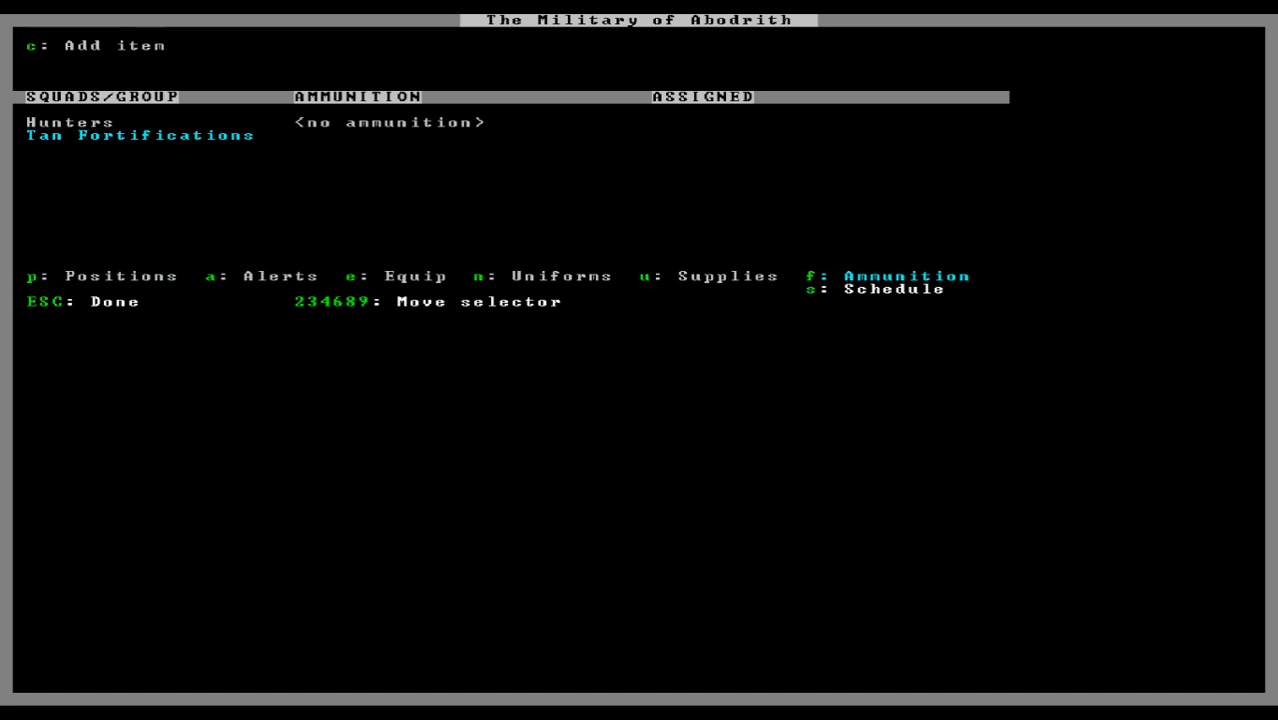 The Military of Abodrith
c: Add item
SQUADS/GROUP AMMUNITION ASSIGNED
Hunters <no ammunition>
Tan Fortifications
p: Positions a: Alerts e: Equip n: Uniforms u: Supplies f: Ammunition
s: Schedule
ESC: Done 234689: Move selector